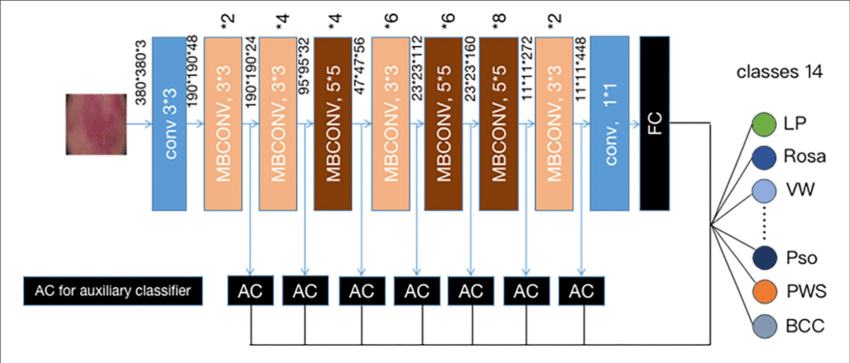 *2
*4
*4
*6
*6
*8
*2
380*380*3
conv 3*3
190*190*48
MBCONV, 3*3
190*190*24
MBCONV, 3*3
95*95*32
MBCONV, 5*5
47*47*56
MBCONV, 3*3
23*23*112
MBCONV, 5*5
23*23*160
MBCONV, 5*5
11*11*272
MBCONV, 3*3
11*11*448
conv, 1*1
FC
classes 14
LP
Rosa
VW
Pso
PWS
BCC
AC for auxiliary classifier
AC
AC
AC
AC
AC
AC
AC